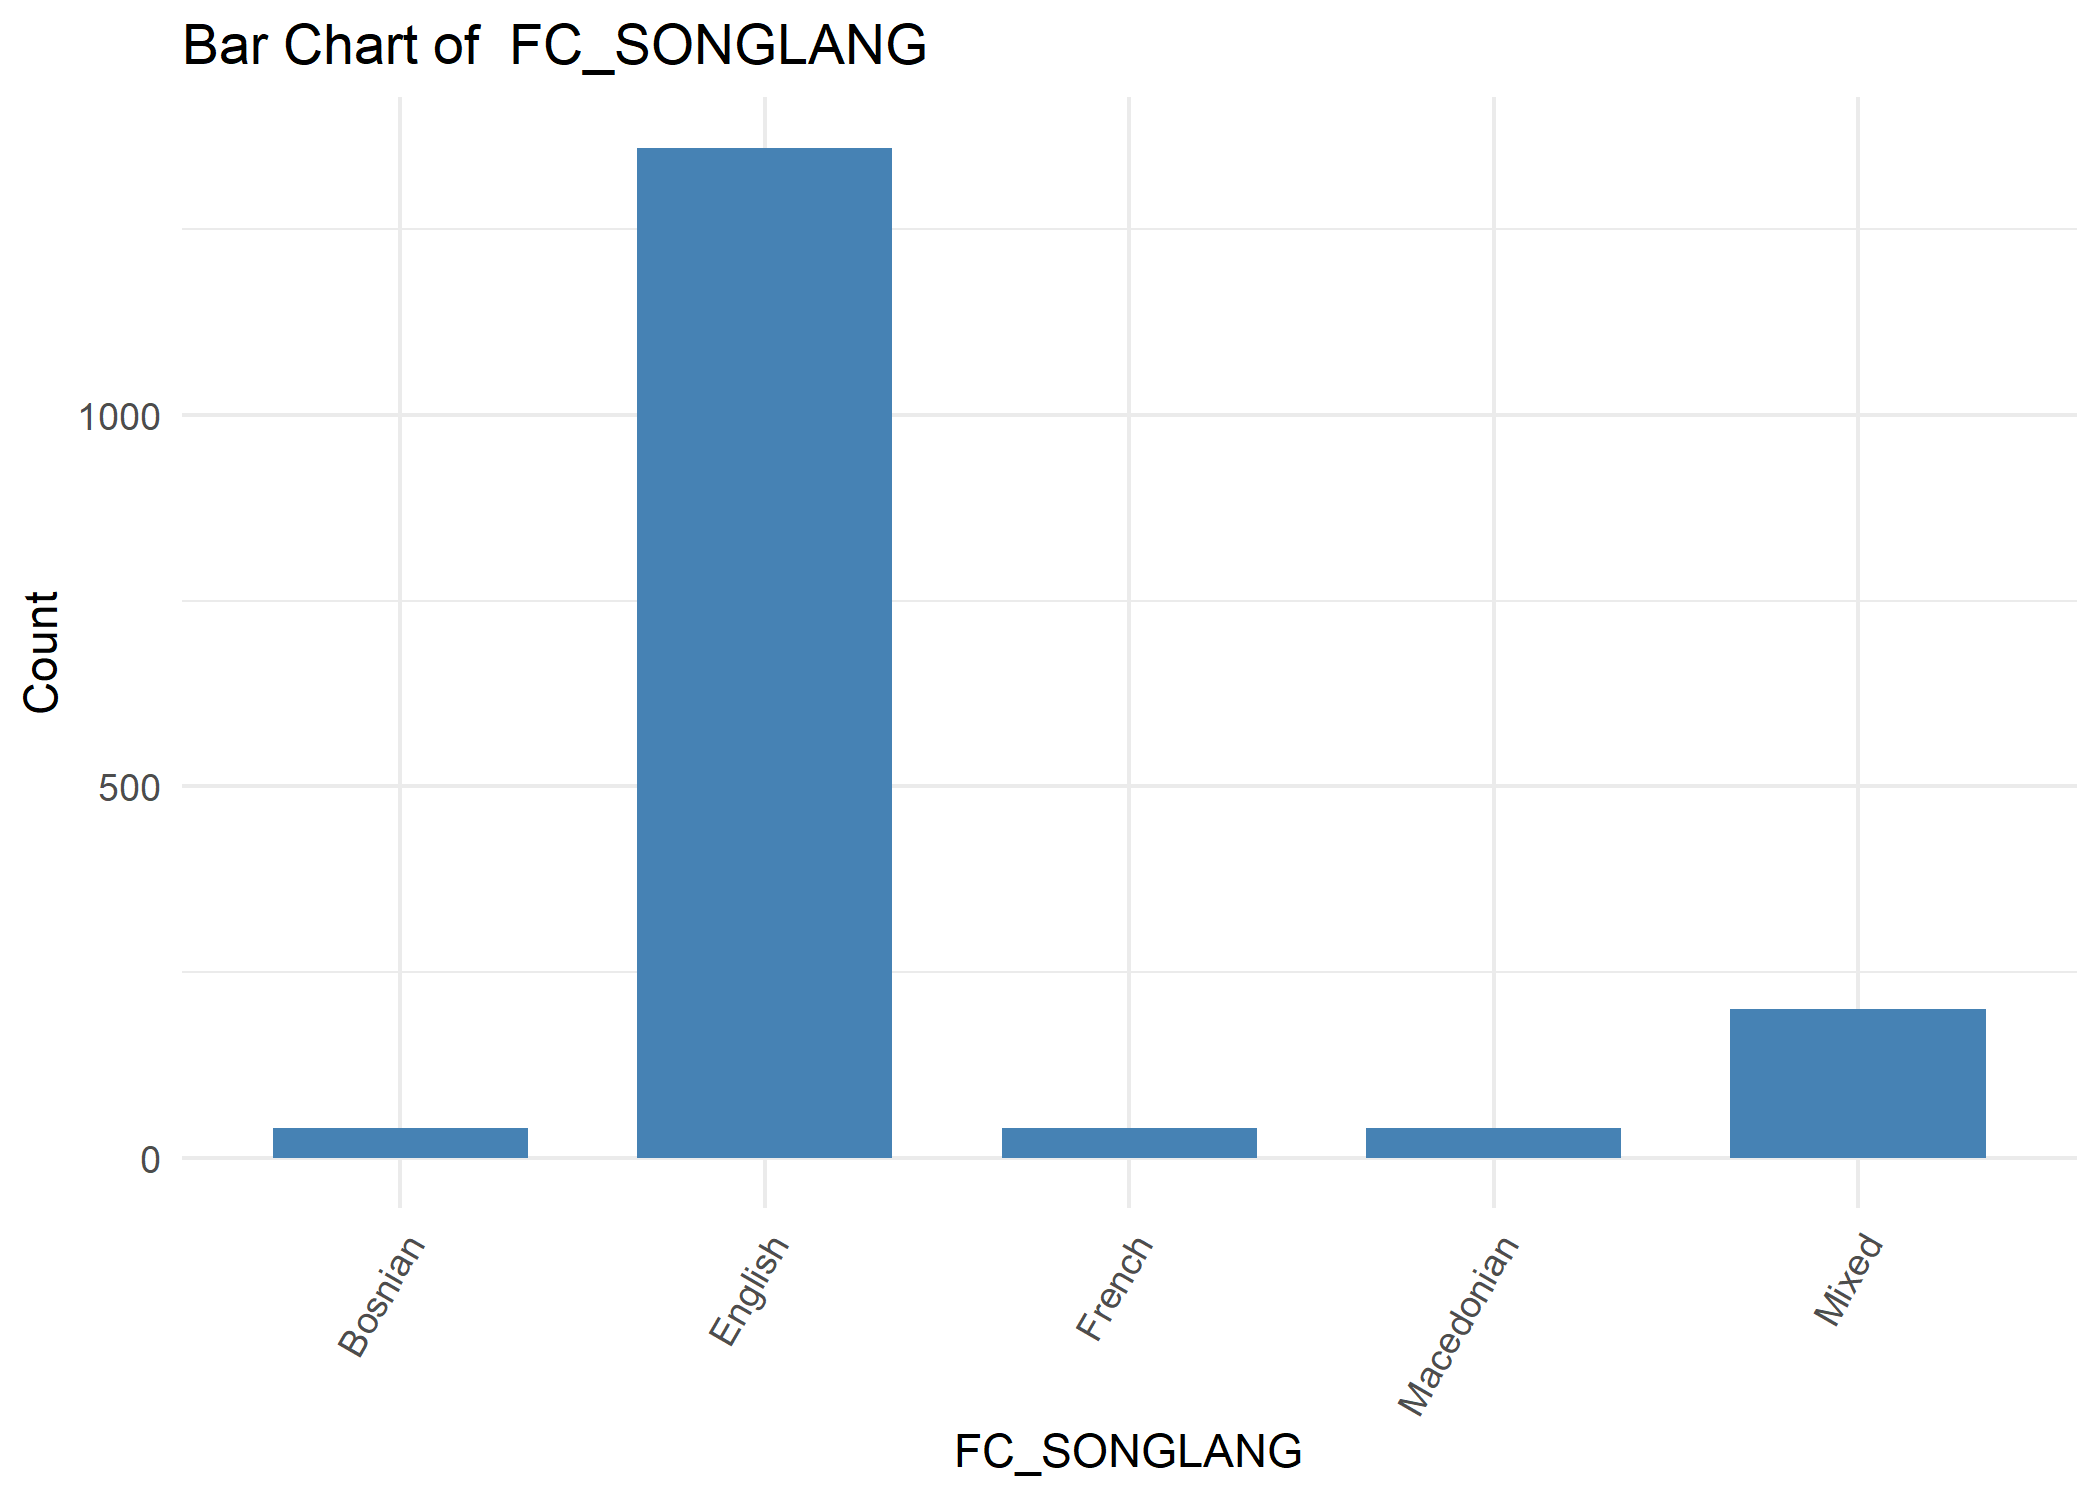 Bar Chart of  FC_SONGLANG
Count
1000
500
0
Bosnian
English
French
Macedonian
Mixed
FC_SONGLANG